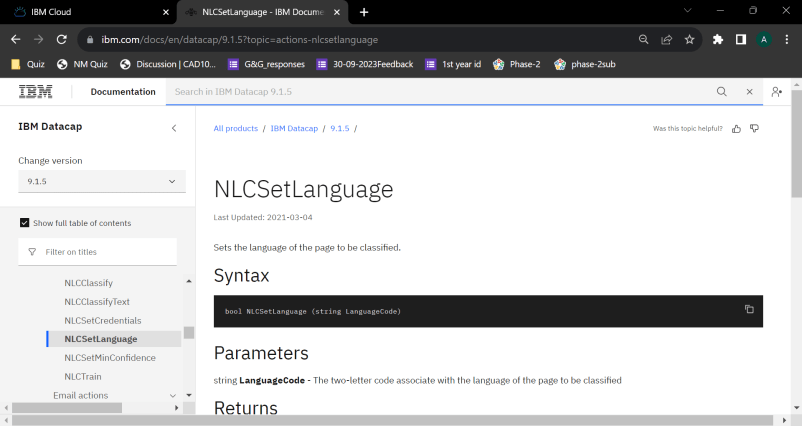 IBM Cloud
NLCSetLanguage - IBM Docume
ibm.com/docs/en/datacap/9.1.5?topic=actions-nlcsetlanguage
A
Quiz
NM Quiz
Discussion | CAD10...
G&G_responses
30-09-2023Feedback
1st year id
Phase-2
phase-2sub
IBM
Documentation
Search in IBM Datacap 9.1.5
IBM Datacap
Change version
9.1.5
Show full table of contents
Filter on titles
NLCClassify
NLCClassifyText
NLCSetCredentials
NLCSetLanguage
NLCSetMinConfidence
NLCTrain
Email actions
All products / IBM Datacap / 9.1.5 /
Was this topic helpful?
NLCSetLanguage
Last Updated: 2021-03-04
Sets the language of the page to be classified.
Syntax
bool NLCSetLanguage (string LanguageCode)
Parameters
string LanguageCode - The two-letter code associate with the language of the page to be classified
Returns